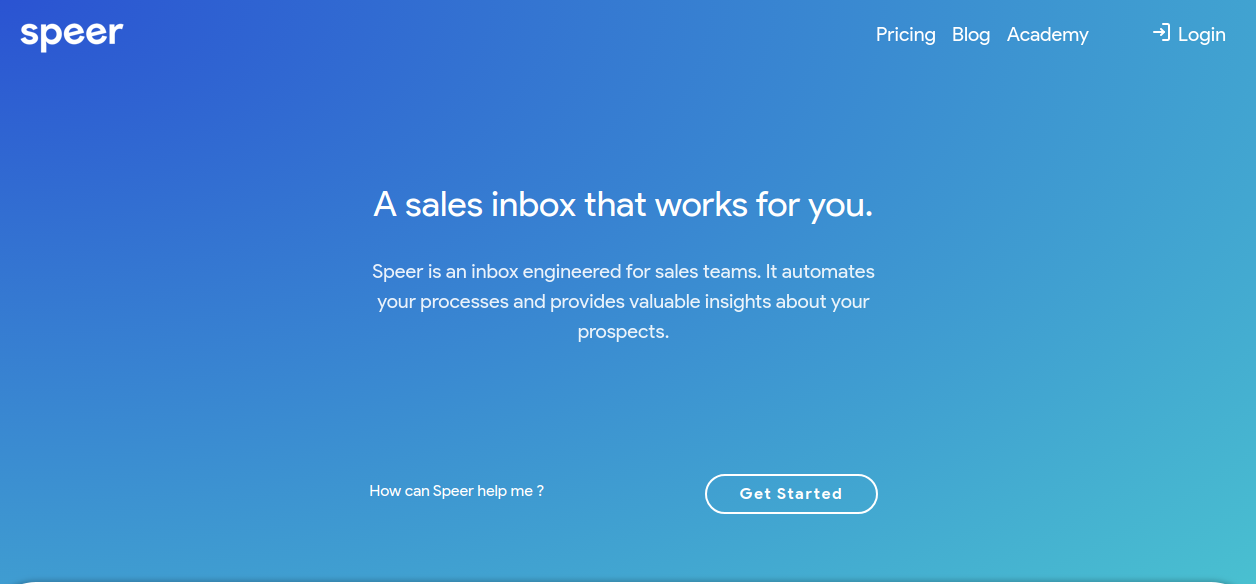 speer
Pricing Blog Academy Login
A sales inbox that works for you.
Speer is an inbox engineered for sales teams. It automates
your processes and provides valuable insights about your
prospects.
How can Speer help me ?
Get Started